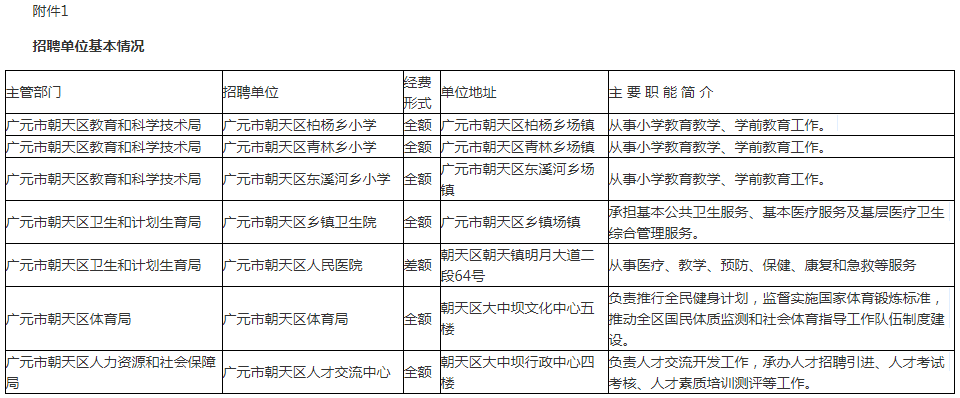 附件1
招聘单位基本情况
主管部门 招聘单位 经费形式 单位地址 主 要 职 能 简 介
广元市朝天区教育和科学技术局 广元市朝天区柏杨乡小学 全额 广元市朝天区柏杨乡场镇 从事小学教育教学、学前教育工作。
广元市朝天区教育和科学技术局 广元市朝天区青林乡小学 全额 广元市朝天区青林乡场镇 从事小学教育教学、学前教育工作。
广元市朝天区教育和科学技术局 广元市朝天区东溪河乡小学 全额 广元市朝天区东溪河乡场镇 从事小学教育教学、学前教育工作。
广元市朝天区卫生和计划生育局 广元市朝天区乡镇卫生院 全额 广元市朝天区乡镇场镇 承担基本公共卫生服务、基本医疗服务及基层医疗卫生综合管理服务。
广元市朝天区卫生和计划生育局 广元市朝天区人民医院 差额 朝天区朝天镇明月大道二段64号 从事医疗、教学、预防、保健、康复和急救等服务
广元市朝天区体育局 广元市朝天区体育局 全额 朝天区大中坝文化中心五楼 负责推行全民健身计划，监督实施国家体育锻炼标准，推动全区国民体质监测和社会体育指导工作队伍制度建设。
广元市朝天区人力资源和社会保障局 广元市朝天区人才交流中心 全额 朝天区大中坝行政中心四楼 负责人才交流开发工作，承办人才招聘引进、人才考试考核、人才素质培训测评等工作。